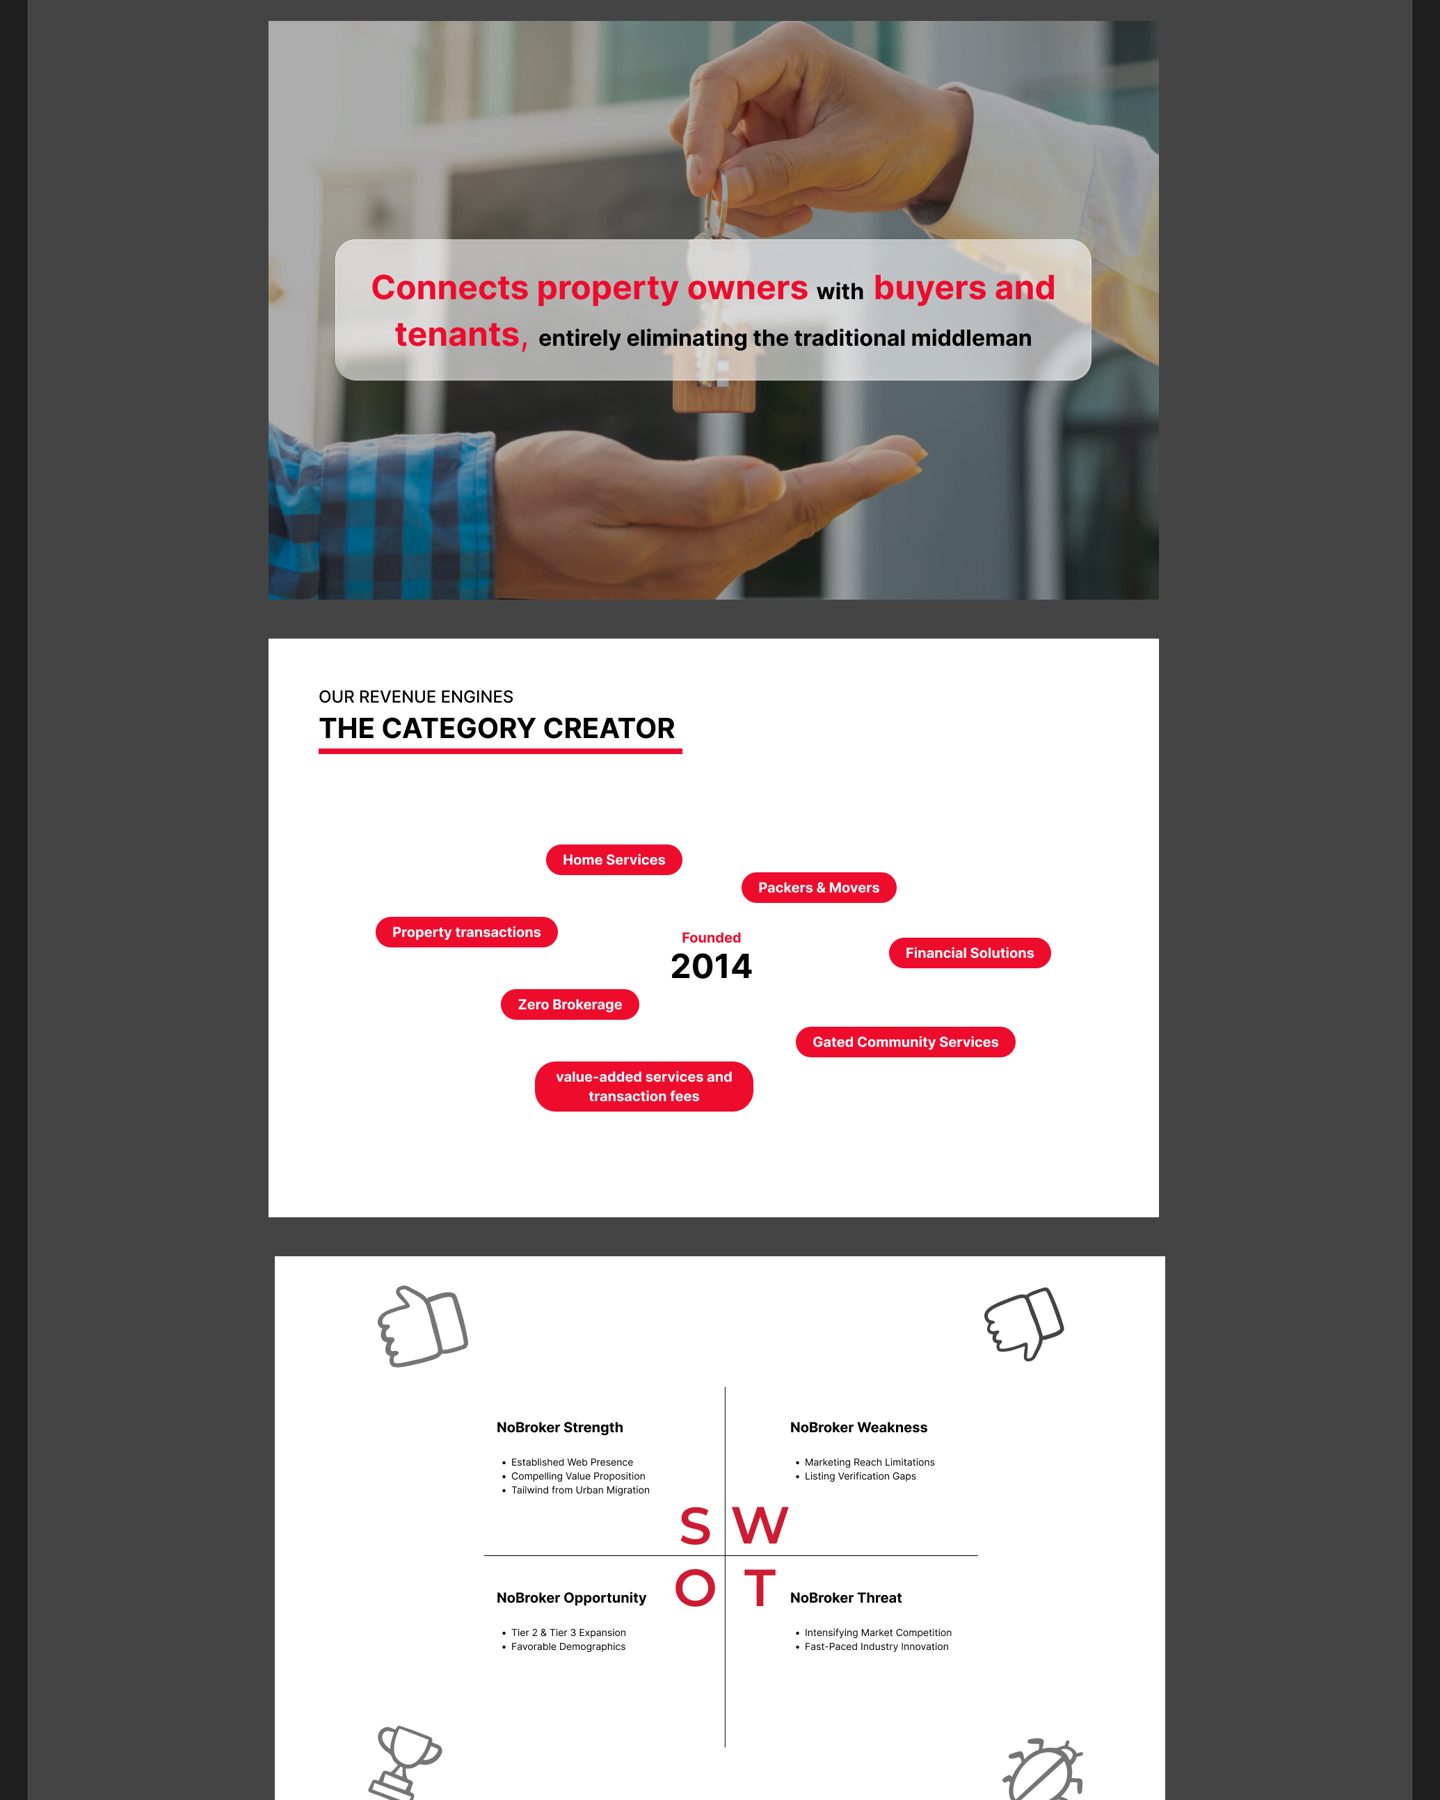 Connects property owners with buyers and
tenants, entirely eliminating the traditional middleman
OUR REVENUE ENGINES
THE CATEGORY CREATOR
Home Services
Packers & Movers
Property transactions
Founded
2014
Financial Solutions
Zero Brokerage
Gated Community Services
value-added services and
transaction fees
NoBroker Strength
• Established Web Presence
• Compelling Value Proposition
• Tailwind from Urban Migration
NoBroker Weakness
• Marketing Reach Limitations
• Listing Verification Gaps
S W
O T
NoBroker Opportunity
• Tier 2 & Tier 3 Expansion
• Favorable Demographics
NoBroker Threat
• Intensifying Market Competition
• Fast-Paced Industry Innovation